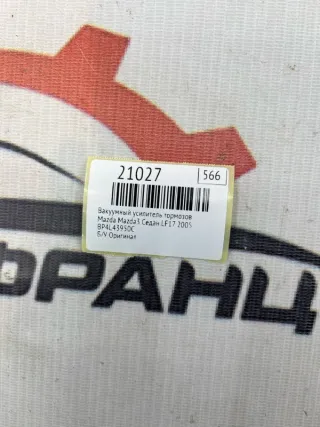 21027
566
Вакуумный усилитель тормозов
Mazda Mazda3 Седан LF17 2005
BP4L43950C
Б/У Оригинал
ФРАНЦ